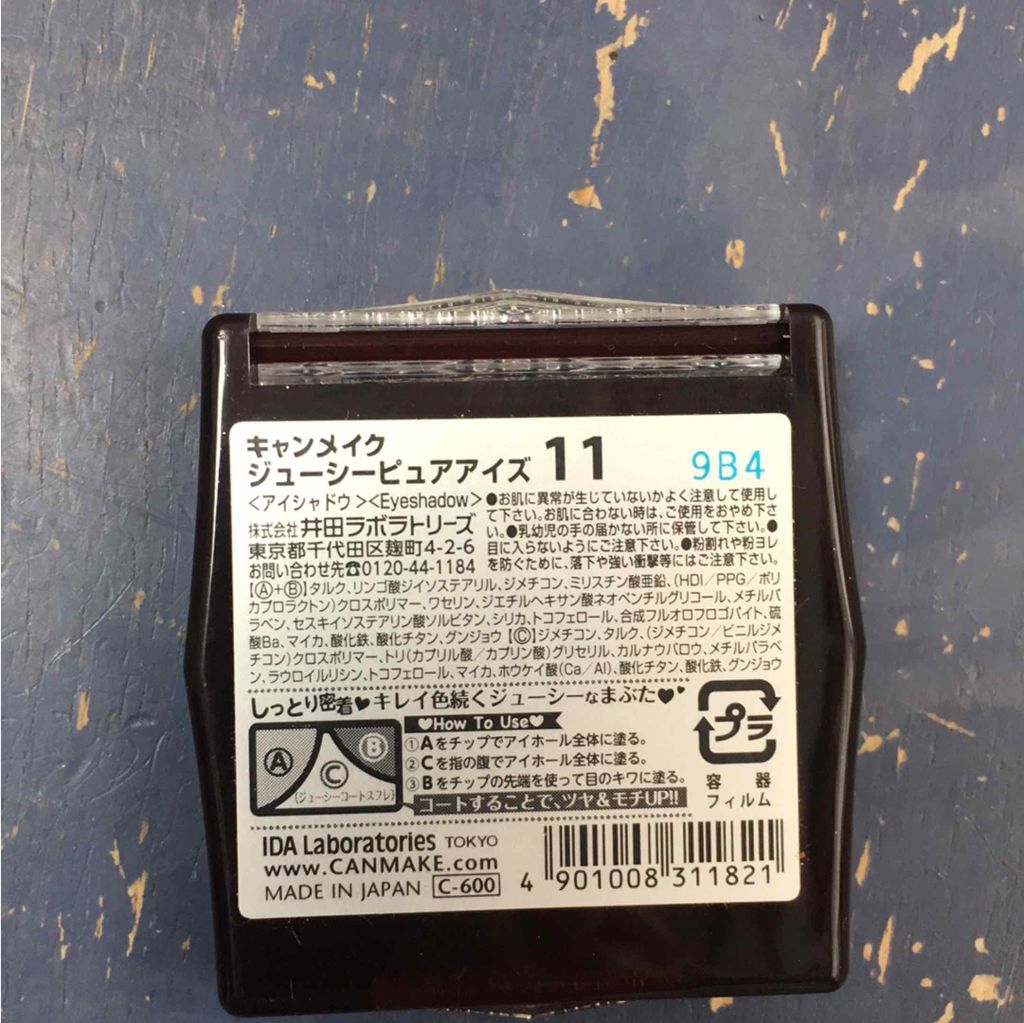 キャンメイク
ジューシーピュアアイズ 11
9B4
<アイシャドウ><Eyeshadow>
株式会社 井田ラボラトリーズ
東京都千代田区麹町4-2-6
お問い合わせ先☎0120-44-1184
●お肌に異常が生じていないかよく注意して使用し
て下さい。お肌に合わない時は、ご使用をおやめ下さ
い。●乳幼児の手の届かない所に保管して下さい。●
目に入らないようにご注意下さい。●粉割れや粉ヨレ
を防ぐために、落下や強い衝撃等にはご注意下さい。
【Ⓐ+Ⓑ】タルク、リンゴ酸ジイソステアリル、ジメチコン、ミリスチン酸亜鉛、(HDI/PPG/ポリ
カプロラクトン)クロスポリマー、ワセリン、ジエチルヘキサン酸ネオペンチルグリコール、メチルパ
ラベン、セスキイソステアリン酸ソルビタン、シリカ、トコフェロール、合成フルオロフロゴパイト、硫
酸Ba、マイカ、酸化鉄、酸化チタン、グンジョウ【Ⓒ】ジメチコン、タルク、(ジメチコン/ビニルジメ
チコン)クロスポリマー、トリ(カプリル酸/カプリン酸)グリセリル、カルナウバロウ、メチルパラベ
ン、ラウロイルリシン、トコフェロール、マイカ、ホウケイ酸(Ca/Al)、酸化チタン、酸化鉄、グンジョウ
しっとり密着♥キレイ色続くジューシーなまぶた♥♥
Ⓐ
Ⓑ
Ⓒ
(ジューシーコートスフレ)
♥How To Use♥
①Aをチップでアイホール全体に塗る。
②Cを指の腹でアイホール全体に塗る。
③Bをチップの先端を使って目のキワに塗る。
コートすることで、ツヤ&モチUP!!
プラ
容器
フィルム
IDA Laboratories TOKYO
www.CANMAKE.com
MADE IN JAPAN C-600
4 901008 311821